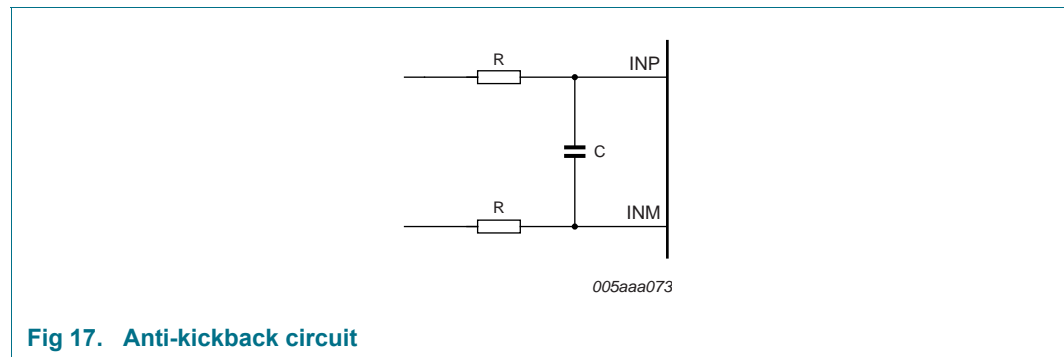 R
INP
C
R
INM
005aaa073
Fig 17. Anti-kickback circuit